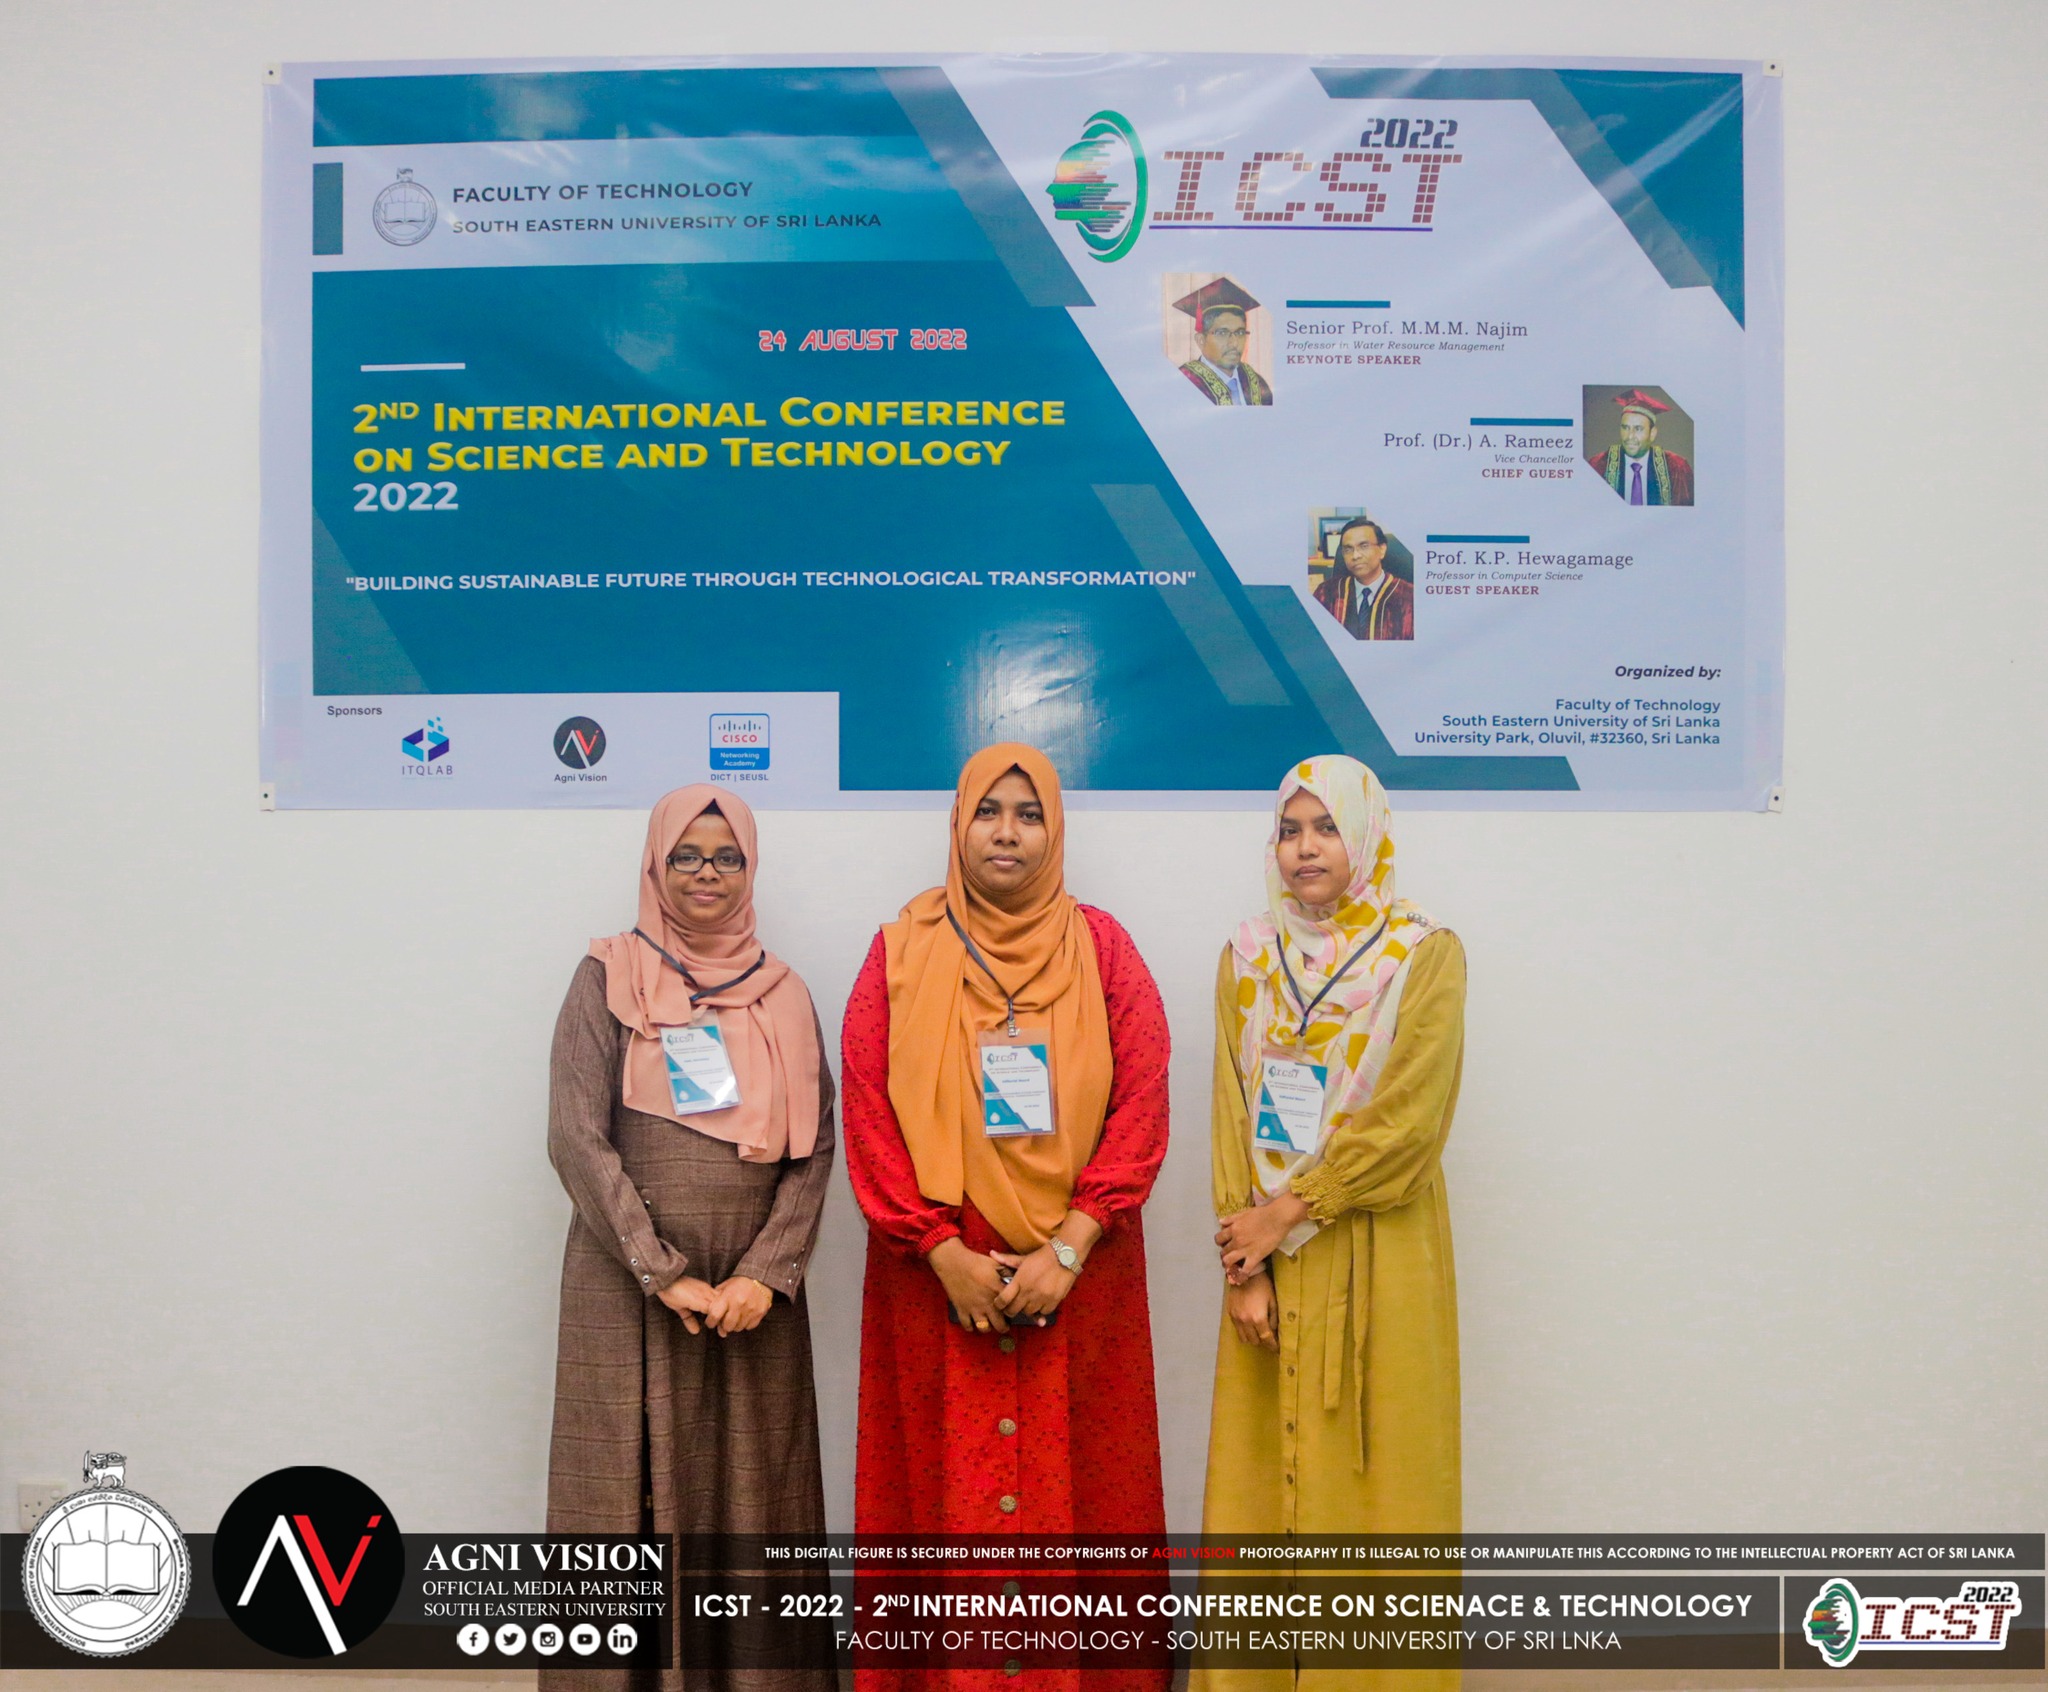 FACULTY OF TECHNOLOGY
SOUTH EASTERN UNIVERSITY OF SRI LANKA
2022
ICST
24 AUGUST 2022
2ND INTERNATIONAL CONFERENCE
ON SCIENCE AND TECHNOLOGY
2022
"BUILDING SUSTAINABLE FUTURE THROUGH TECHNOLOGICAL TRANSFORMATION"
Senior Prof. M.M.M. Najim
Professor in Water Resource Management
KEYNOTE SPEAKER
Prof. (Dr.) A. Rameez
Vice Chancellor
CHIEF GUEST
Prof. K.P. Hewagamage
Professor in Computer Science
GUEST SPEAKER
Organized by:
Faculty of Technology
South Eastern University of Sri Lanka
University Park, Oluvil, #32360, Sri Lanka
Sponsors
ITQLAB
Agni Vision
CISCO
Networking
Academy
DICT | SEUSL
ICST
ICST
Editorial Board
ICST
Editorial Board
AGNI VISION
OFFICIAL MEDIA PARTNER
SOUTH EASTERN UNIVERSITY
THIS DIGITAL FIGURE IS SECURED UNDER THE COPYRIGHTS OF AGNI VISION PHOTOGRAPHY IT IS ILLEGAL TO USE OR MANIPULATE THIS ACCORDING TO THE INTELLECTUAL PROPERTY ACT OF SRI LANKA
ICST - 2022 - 2ND INTERNATIONAL CONFERENCE ON SCIENACE & TECHNOLOGY
FACULTY OF TECHNOLOGY - SOUTH EASTERN UNIVERSITY OF SRI LNKA
2022
ICST